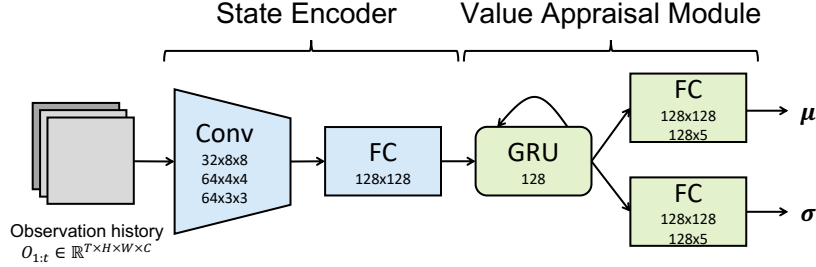 State Encoder
Value Appraisal Module
Conv
32x8x8
64x4x4
64x3x3
FC
128x128
GRU
128
FC
128x128
128x5
μ
FC
128x128
128x5
σ
Observation history
O₁:ₜ ∈ ℝ^{T×H×W×C}